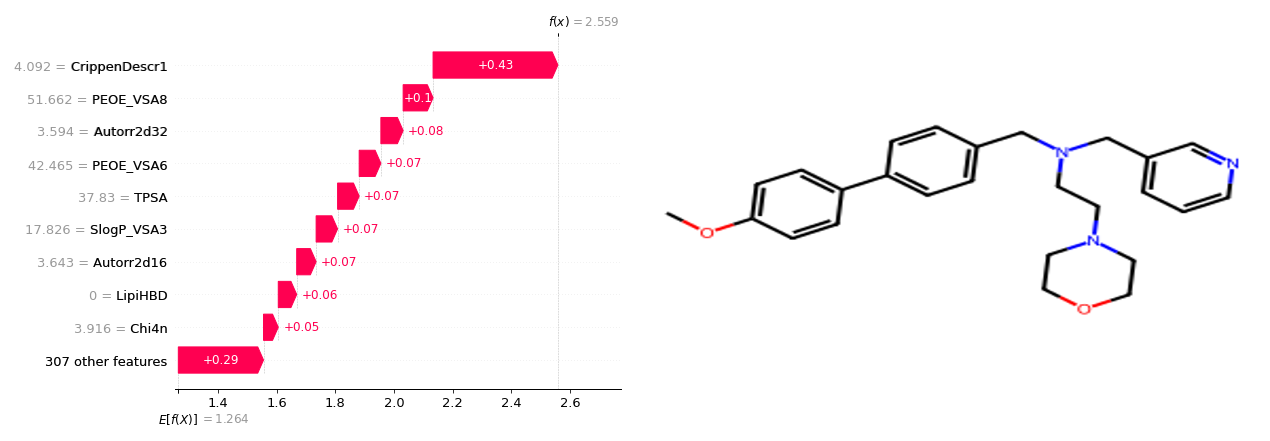 f(x) = 2.559
4.092 = CrippenDescr1 +0.43
51.662 = PEOE_VSA8 +0.1
3.594 = Autorr2d32 +0.08
42.465 = PEOE_VSA6 +0.07
37.83 = TPSA +0.07
17.826 = SlogP_VSA3 +0.07
3.643 = Autorr2d16 +0.07
0 = LipiHBD +0.06
3.916 = Chi4n +0.05
307 other features +0.29
1.4 1.6 1.8 2.0 2.2 2.4 2.6
E[f(X)] = 1.264
N
N
N
O
O